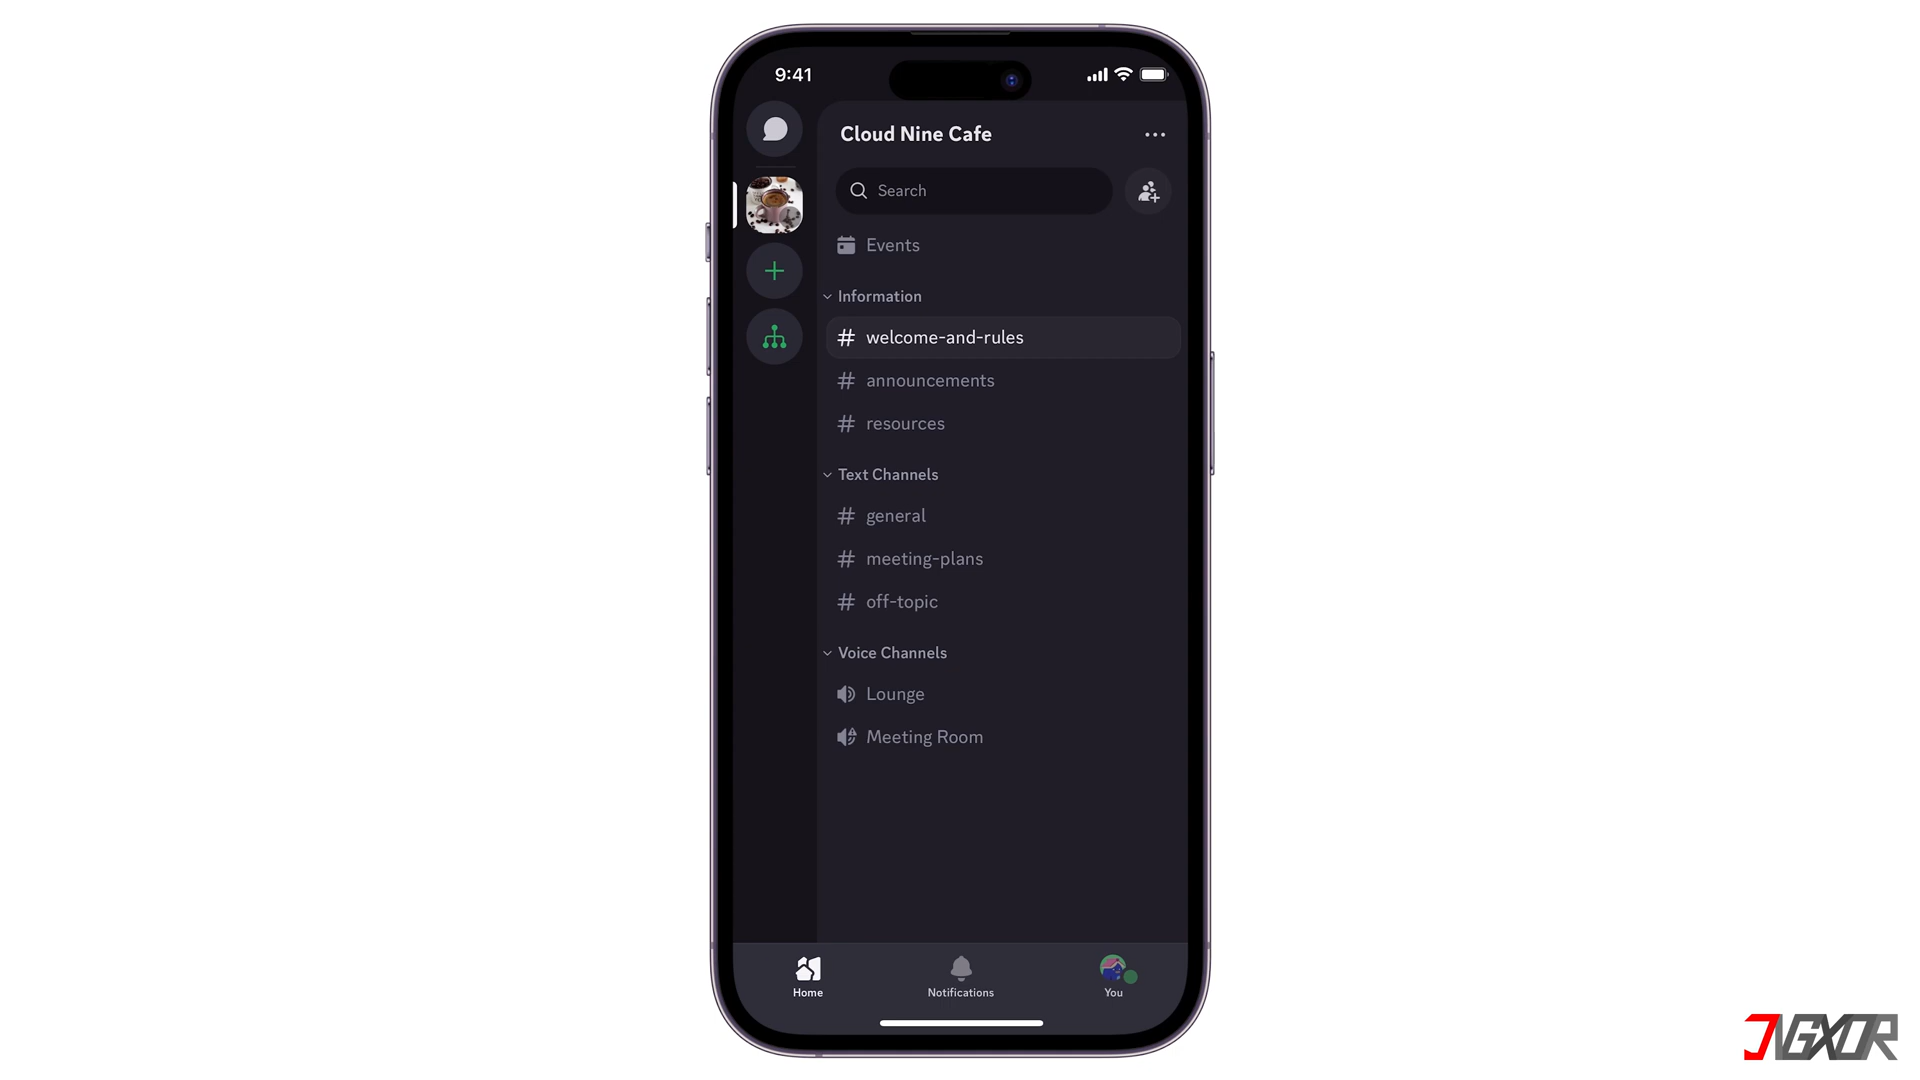 9:41
Cloud Nine Cafe
Search
Events
Information
# welcome-and-rules
# announcements
# resources
Text Channels
# general
# meeting-plans
# off-topic
Voice Channels
Lounge
Meeting Room
Home
Notifications
You
JVGXOR